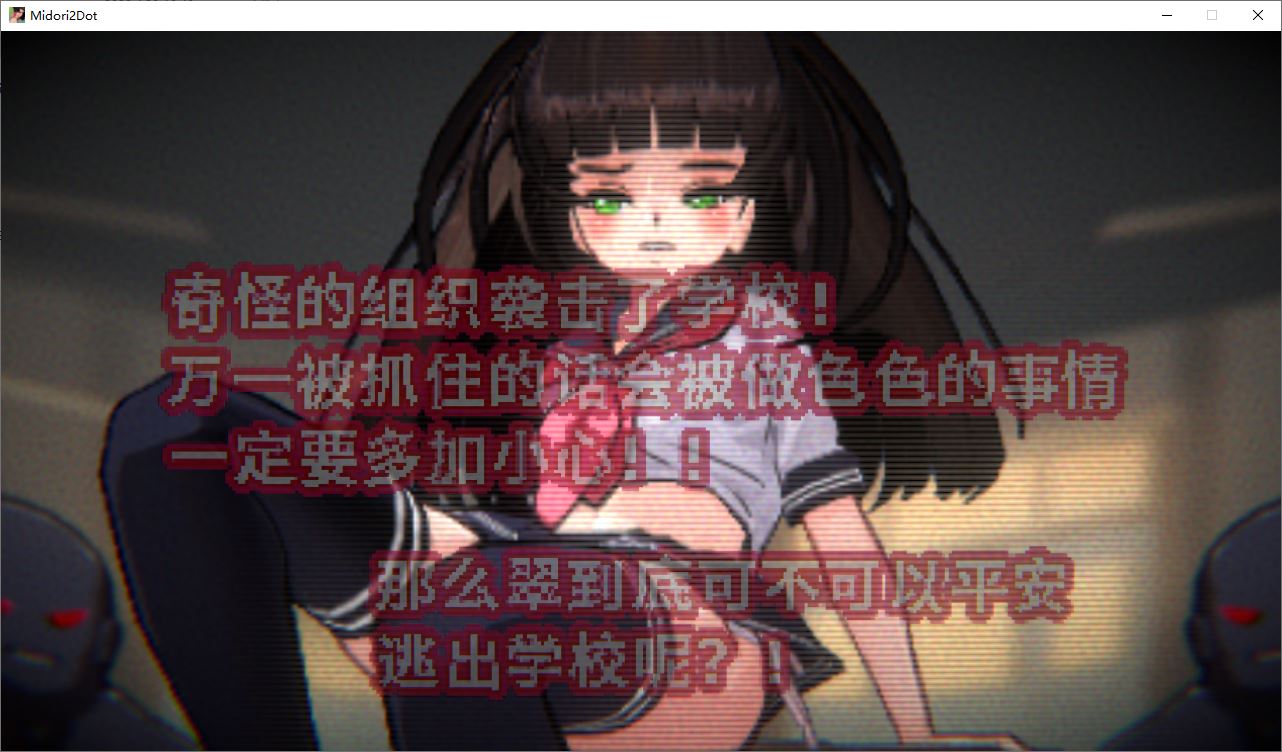 Midori2Dot
奇怪的组织袭击了学校!
万一被抓住的话会被做色色的事情
一定要多加小心!!
那么翠到底可不可以平安
逃出学校呢?!